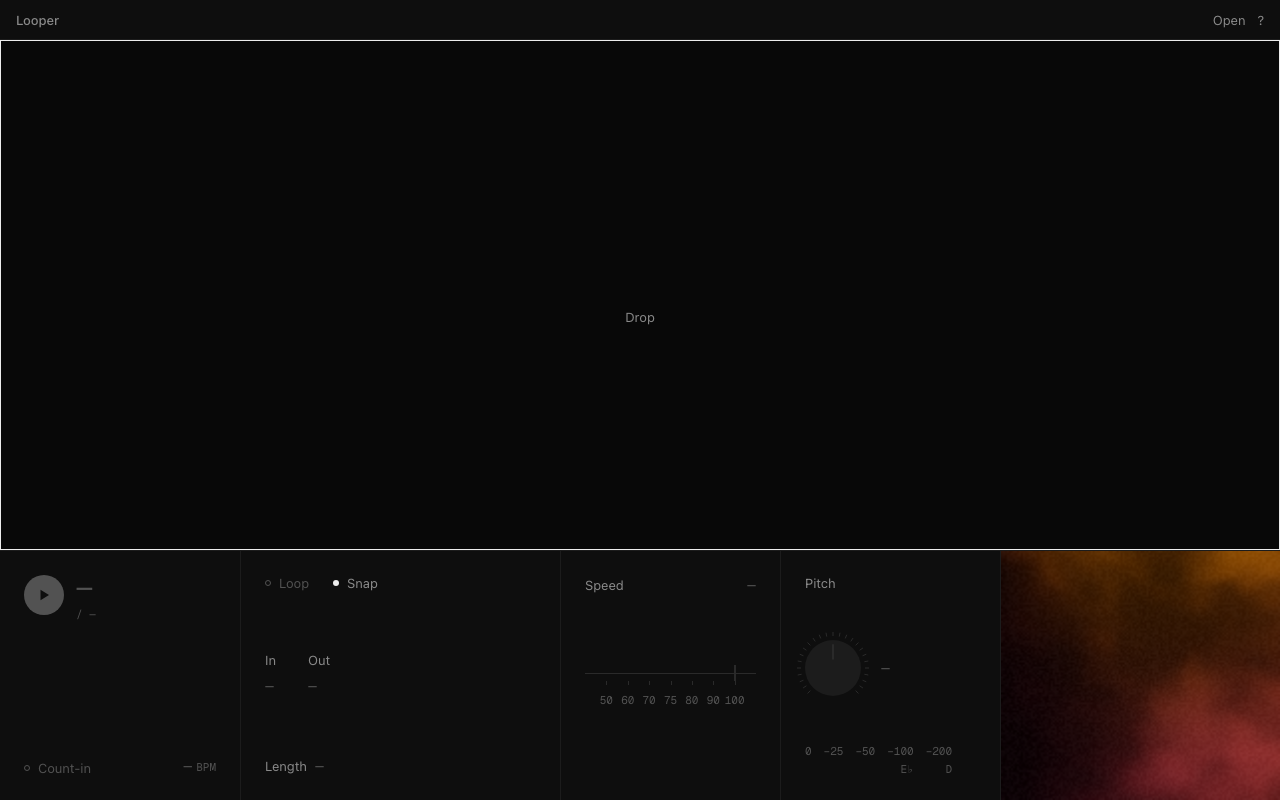 Looper
Open ?
Drop
—
/ –
Count-in
— BPM
Loop Snap
In Out
– –
Length –
Speed –
50 60 70 75 80 90 100
Pitch
–
0 −25 −50 −100 −200
E♭ D